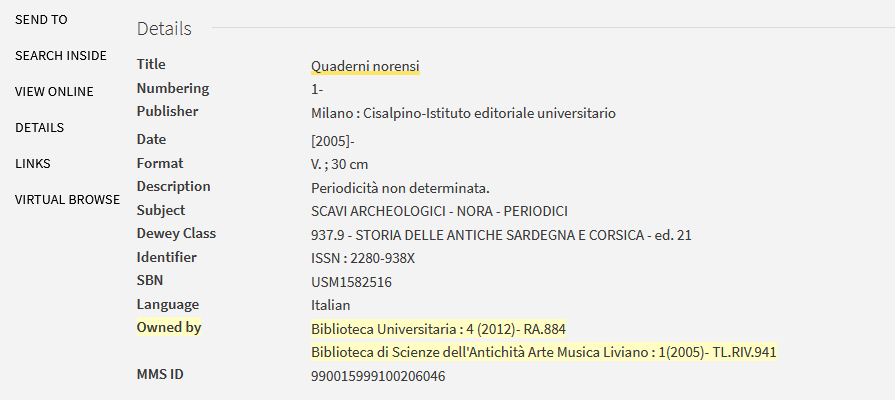 SEND TO
SEARCH INSIDE
VIEW ONLINE
DETAILS
LINKS
VIRTUAL BROWSE
Details
Title Quaderni norensi
Numbering 1-
Publisher Milano : Cisalpino-Istituto editoriale universitario
Date [2005]-
Format V. ; 30 cm
Description Periodicità non determinata.
Subject SCAVI ARCHEOLOGICI - NORA - PERIODICI
Dewey Class 937.9 - STORIA DELLE ANTICHE SARDEGNA E CORSICA - ed. 21
Identifier ISSN : 2280-938X
SBN USM1582516
Language Italian
Owned by Biblioteca Universitaria : 4 (2012)- RA.884
Biblioteca di Scienze dell'Antichità Arte Musica Liviano : 1(2005)- TL.RIV.941
MMS ID 990015999100206046